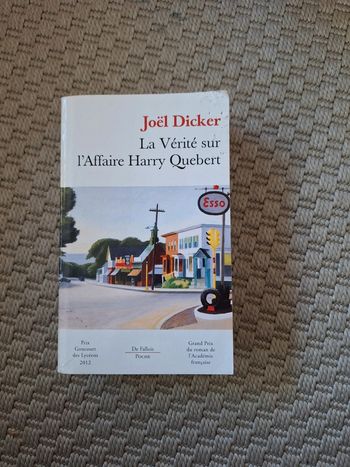 Joël Dicker
La Vérité sur
l'Affaire Harry Quebert
Esso
Prix
Goncourt
des Lycéens
2012
De Fallois
Poche
Grand Prix
du roman de
l'Académie
française